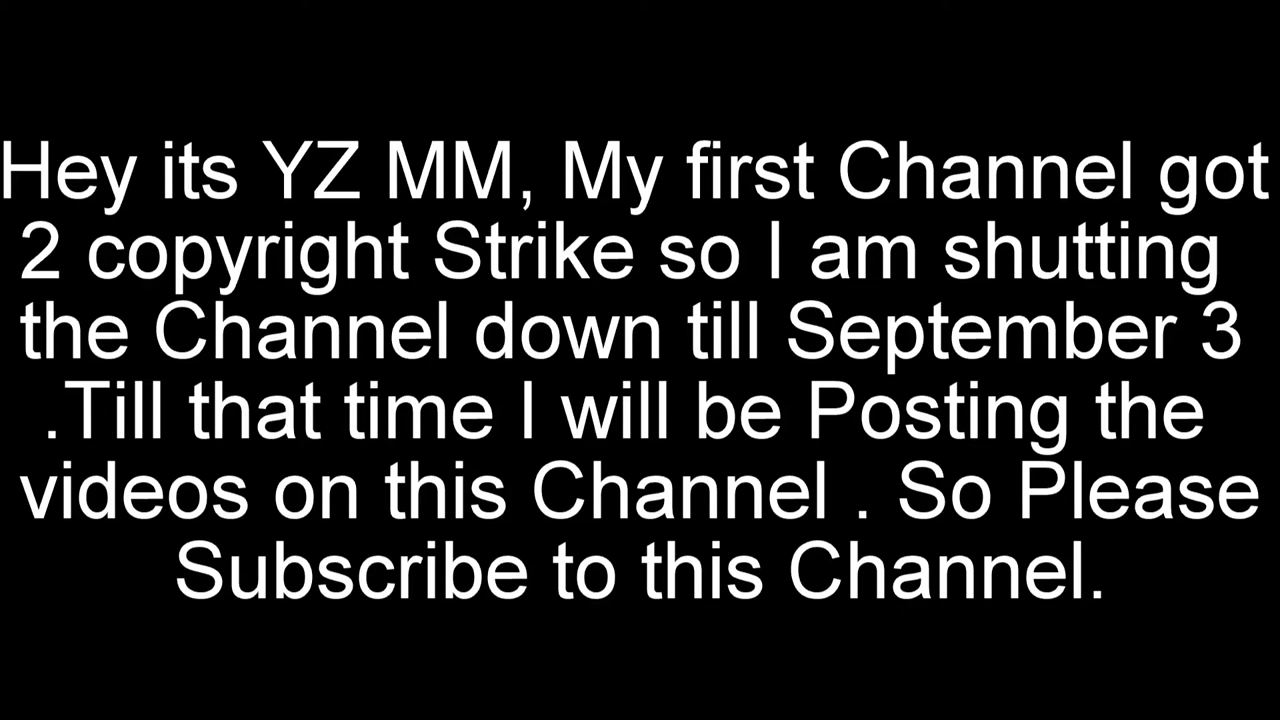 Hey its YZ MM, My first Channel got
2 copyright Strike so I am shutting
the Channel down till September 3
.Till that time I will be Posting the
videos on this Channel . So Please
Subscribe to this Channel.